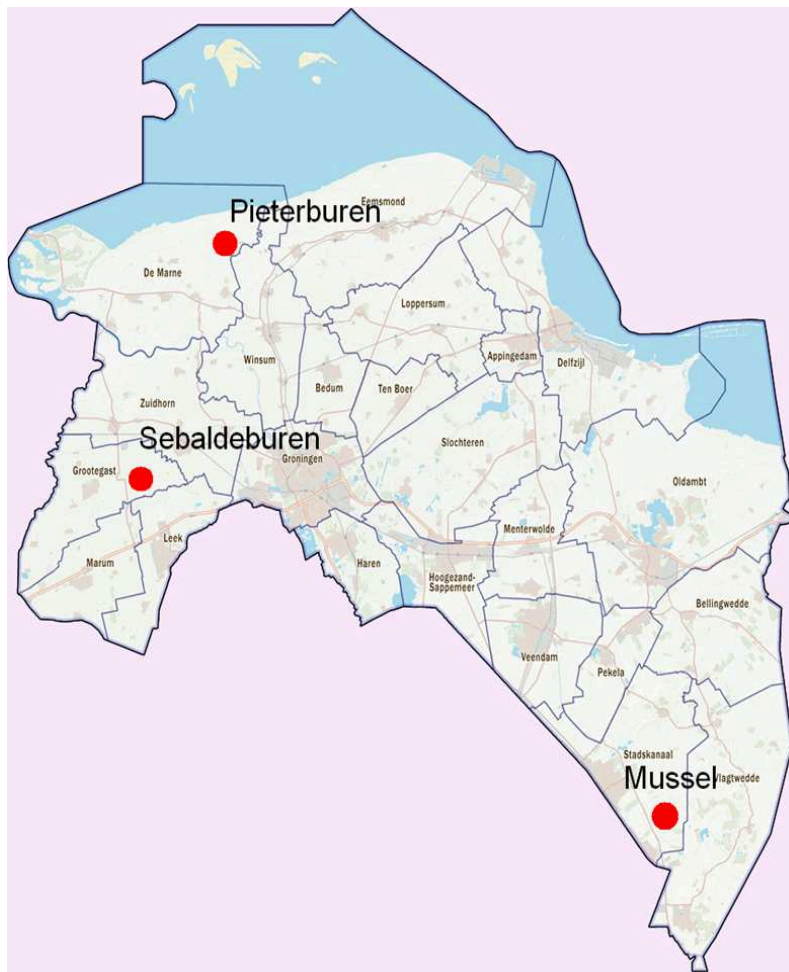 Eemsmond
Pieterburen
De Marne
Loppersum
Winsum
Appingedam
Delfzijl
Bedum
Ten Boer
Zuidhorn
Sebaldeburen
Slochteren
Groningen
Grootegast
Oldambt
Menterwolde
Leek
Marum
Haren
Hoogezand-
Sappemeer
Bellingwedde
Veendam
Pekela
Stadskanaal
Mussel
Vlagtwedde